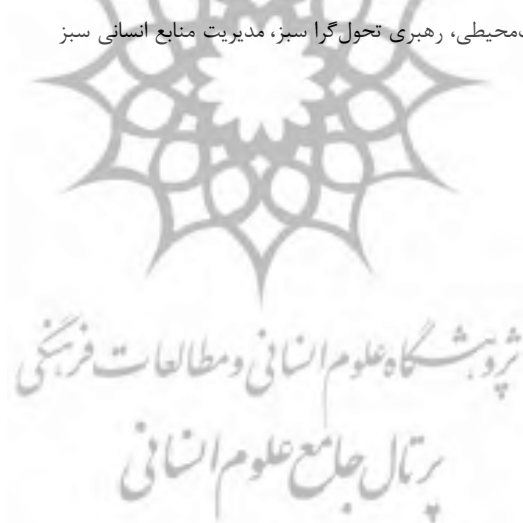 محیطی، رهبری تحول‌گرا سبز، مدیریت منابع انسانی سبز
پژوهشگاه علوم انسانی و مطالعات فرهنگی
پرتال جامع علوم انسانی